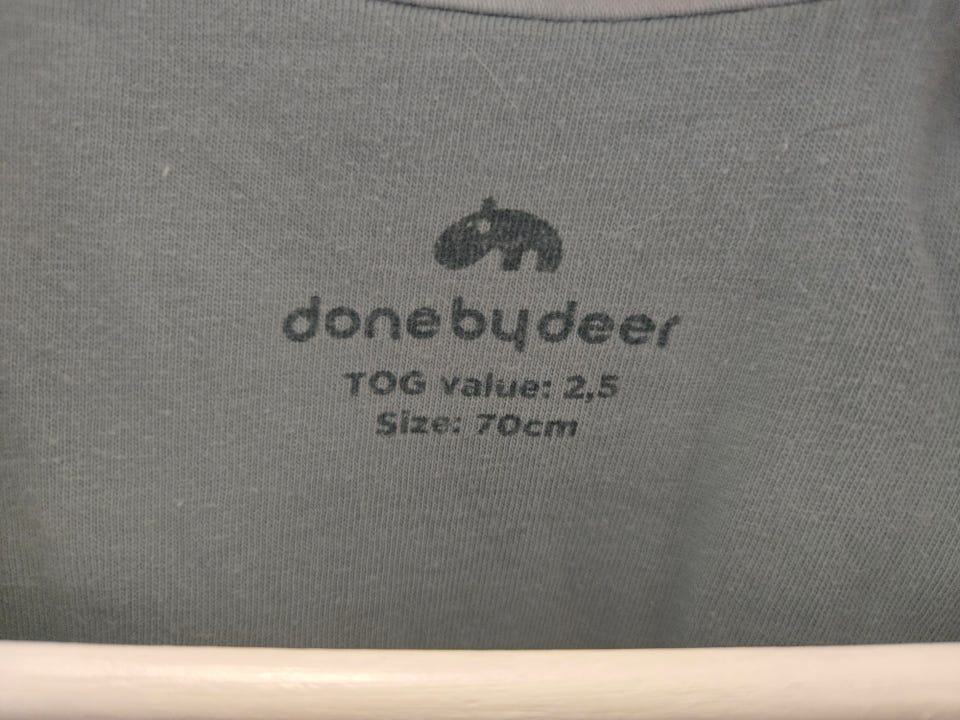 donebydeer
TOG value: 2,5
Size: 70cm